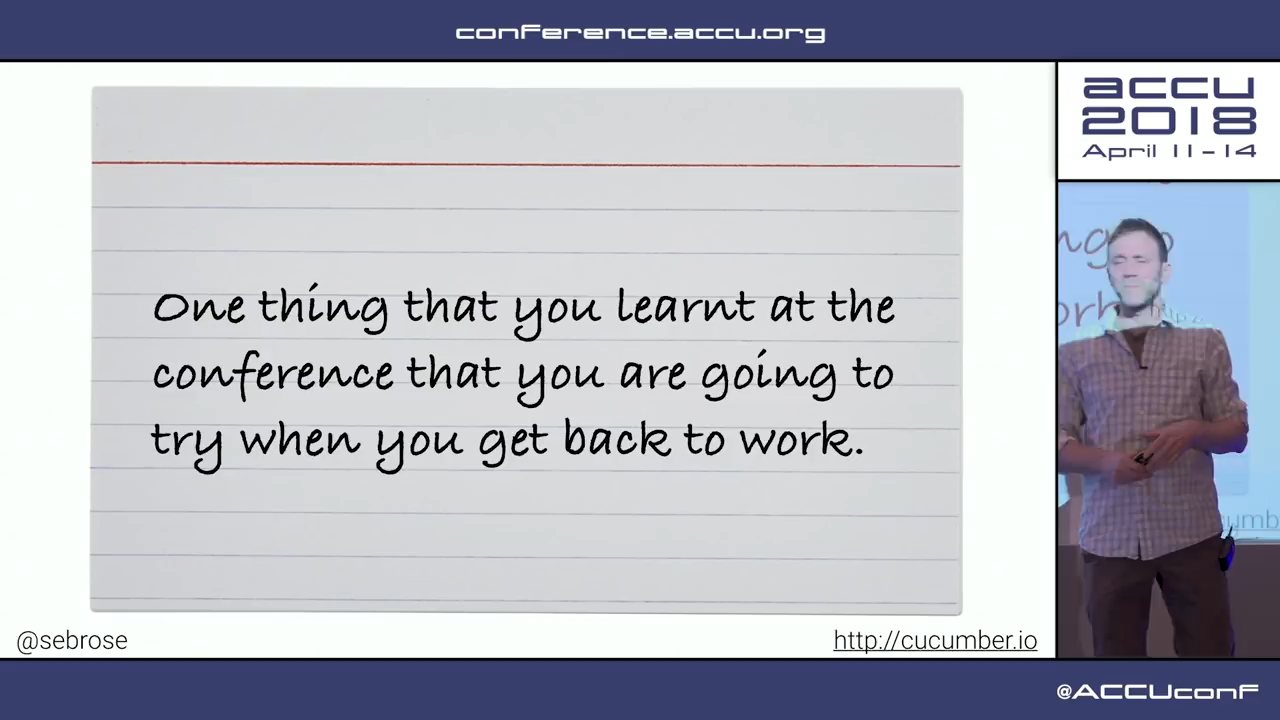 conference.accu.org
accu
2018
April 11-14
One thing that you learnt at the
conference that you are going to
try when you get back to work.
@sebrose
http://cucumber.io
@ACCUconf